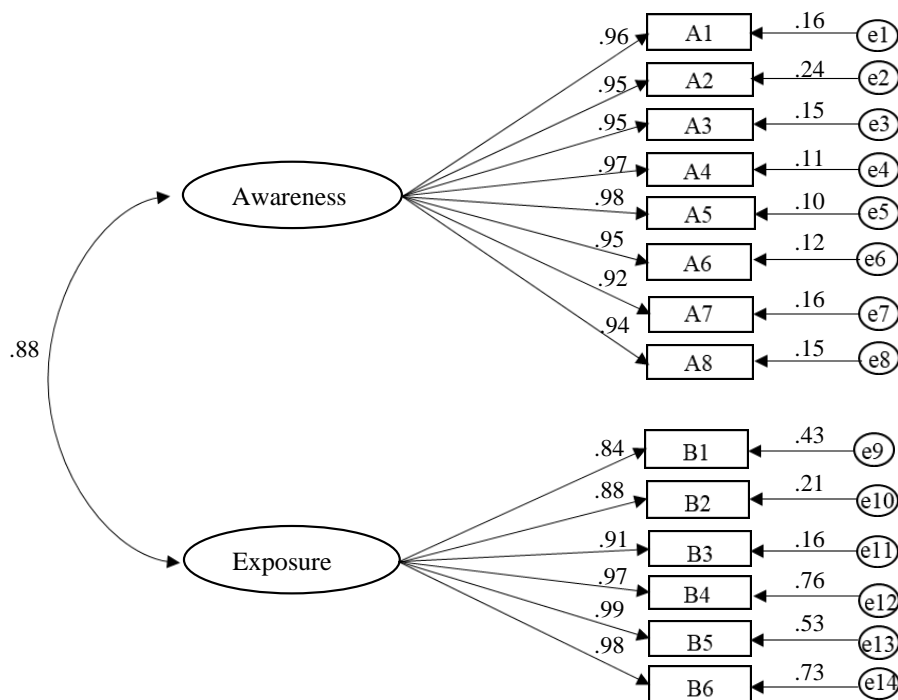 .96 A1 .16 e1
.95 A2 .24 e2
.95 A3 .15 e3
.97 A4 .11 e4
Awareness
.98 A5 .10 e5
.95 A6 .12 e6
.92 A7 .16 e7
.94 A8 .15 e8
.88
.84 B1 .43 e9
.88 B2 .21 e10
.91 B3 .16 e11
Exposure
.97 B4 .76 e12
.99 B5 .53 e13
.98 B6 .73 e14